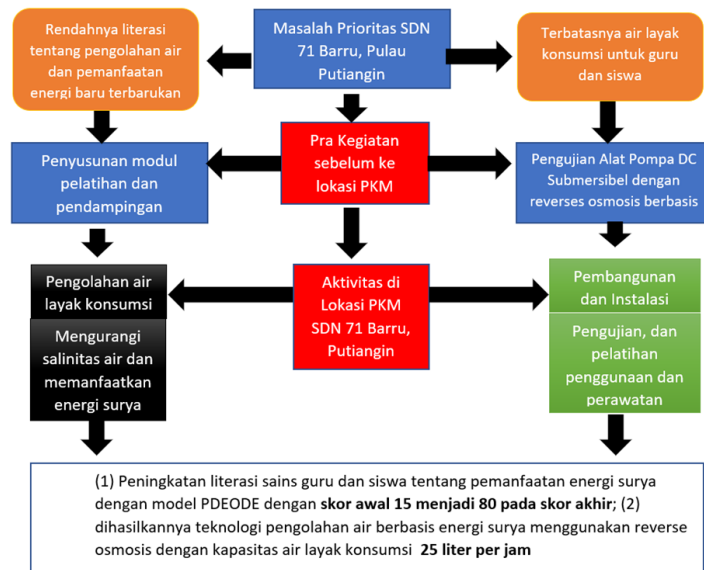 Rendahnya literasi
tentang pengolahan air
dan pemanfaatan
energi baru terbarukan
Masalah Prioritas SDN
71 Barru, Pulau
Putiangin
Terbatasnya air layak
konsumsi untuk guru
dan siswa
Penyusunan modul
pelatihan dan
pendampingan
Pra Kegiatan
sebelum ke
lokasi PKM
Pengujian Alat Pompa DC
Submersibel dengan
reverses osmosis berbasis
Pengolahan air
layak konsumsi
Mengurangi
salinitas air dan
memanfaatkan
energi surya
Aktivitas di
Lokasi PKM
SDN 71 Barru,
Putiangin
Pembangunan
dan Instalasi
Pengujian, dan
pelatihan
penggunaan dan
perawatan
(1) Peningkatan literasi sains guru dan siswa tentang pemanfaatan energi surya
dengan model PDEODE dengan skor awal 15 menjadi 80 pada skor akhir; (2)
dihasilkannya teknologi pengolahan air berbasis energi surya menggunakan reverse
osmosis dengan kapasitas air layak konsumsi 25 liter per jam